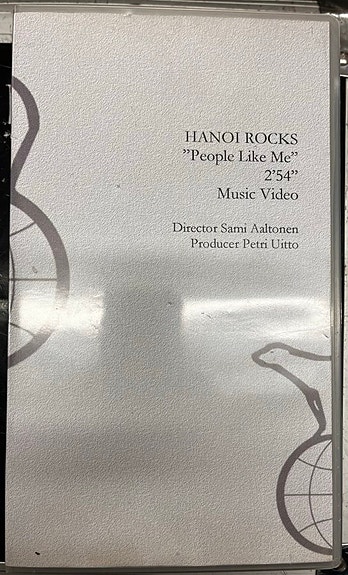 HANOI ROCKS
”People Like Me”
2’54”
Music Video
Director Sami Aaltonen
Producer Petri Uitto